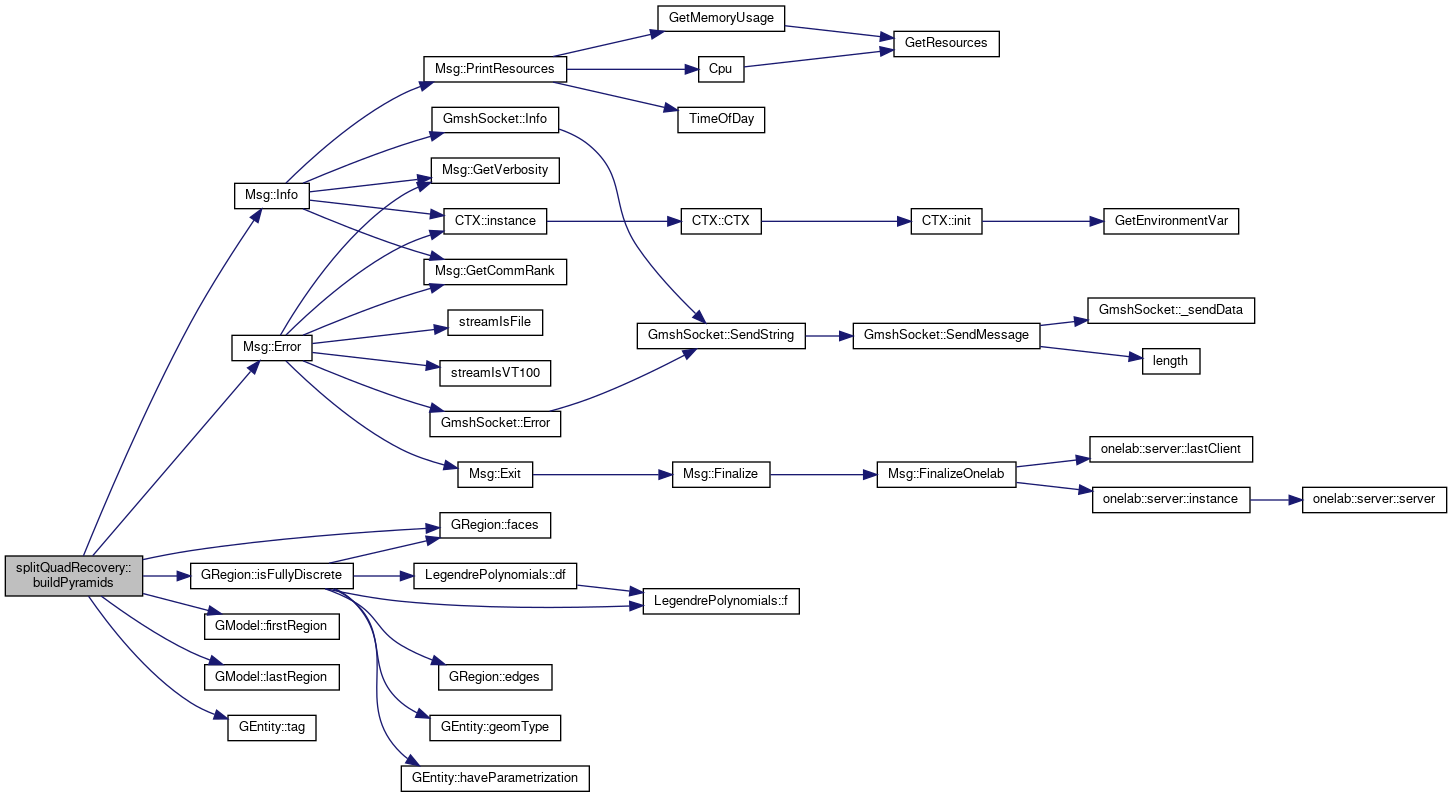 GetMemoryUsage
GetResources
Msg::PrintResources
Cpu
TimeOfDay
GmshSocket::Info
Msg::GetVerbosity
Msg::Info
CTX::instance
CTX::CTX
CTX::init
GetEnvironmentVar
Msg::GetCommRank
GmshSocket::_sendData
streamIsFile
GmshSocket::SendString
GmshSocket::SendMessage
Msg::Error
length
streamIsVT100
GmshSocket::Error
onelab::server::lastClient
Msg::Exit
Msg::Finalize
Msg::FinalizeOnelab
onelab::server::instance
onelab::server::server
GRegion::faces
splitQuadRecovery::
buildPyramids
GRegion::isFullyDiscrete
LegendrePolynomials::df
LegendrePolynomials::f
GModel::firstRegion
GModel::lastRegion
GRegion::edges
GEntity::tag
GEntity::geomType
GEntity::haveParametrization